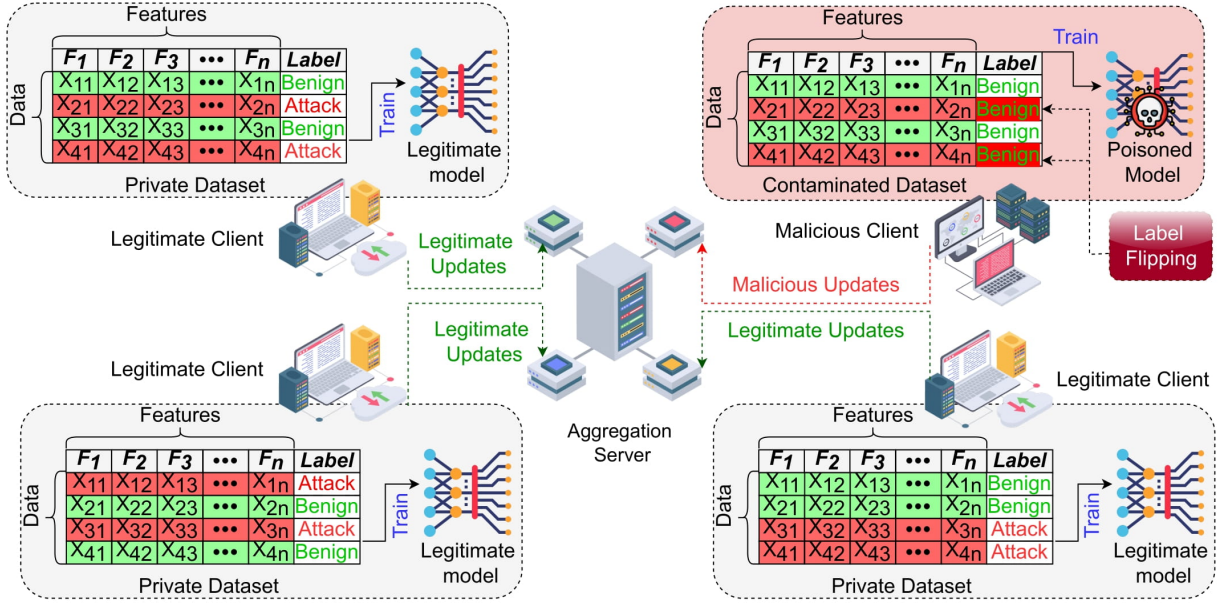 Features
F1 F2 F3 ••• Fn Label
Data
X11 X12 X13 ••• X1n Benign
X21 X22 X23 ••• X2n Attack
X31 X32 X33 ••• X3n Benign
X41 X42 X43 ••• X4n Attack
Train
Legitimate
model
Private Dataset
Features
F1 F2 F3 ••• Fn Label
Data
X11 X12 X13 ••• X1n Benign
X21 X22 X23 ••• X2n Benign
X31 X32 X33 ••• X3n Benign
X41 X42 X43 ••• X4n Benign
Train
Poisoned
Model
Contaminated Dataset
Legitimate Client
Legitimate
Updates
Malicious Client
Malicious Updates
Label
Flipping
Legitimate Client
Legitimate
Updates
Legitimate Updates
Legitimate Client
Aggregation
Server
Features
F1 F2 F3 ••• Fn Label
Data
X11 X12 X13 ••• X1n Attack
X21 X22 X23 ••• X2n Benign
X31 X32 X33 ••• X3n Attack
X41 X42 X43 ••• X4n Benign
Train
Legitimate
model
Private Dataset
Features
F1 F2 F3 ••• Fn Label
Data
X11 X12 X13 ••• X1n Benign
X21 X22 X23 ••• X2n Benign
X31 X32 X33 ••• X3n Attack
X41 X42 X43 ••• X4n Attack
Train
Legitimate
model
Private Dataset